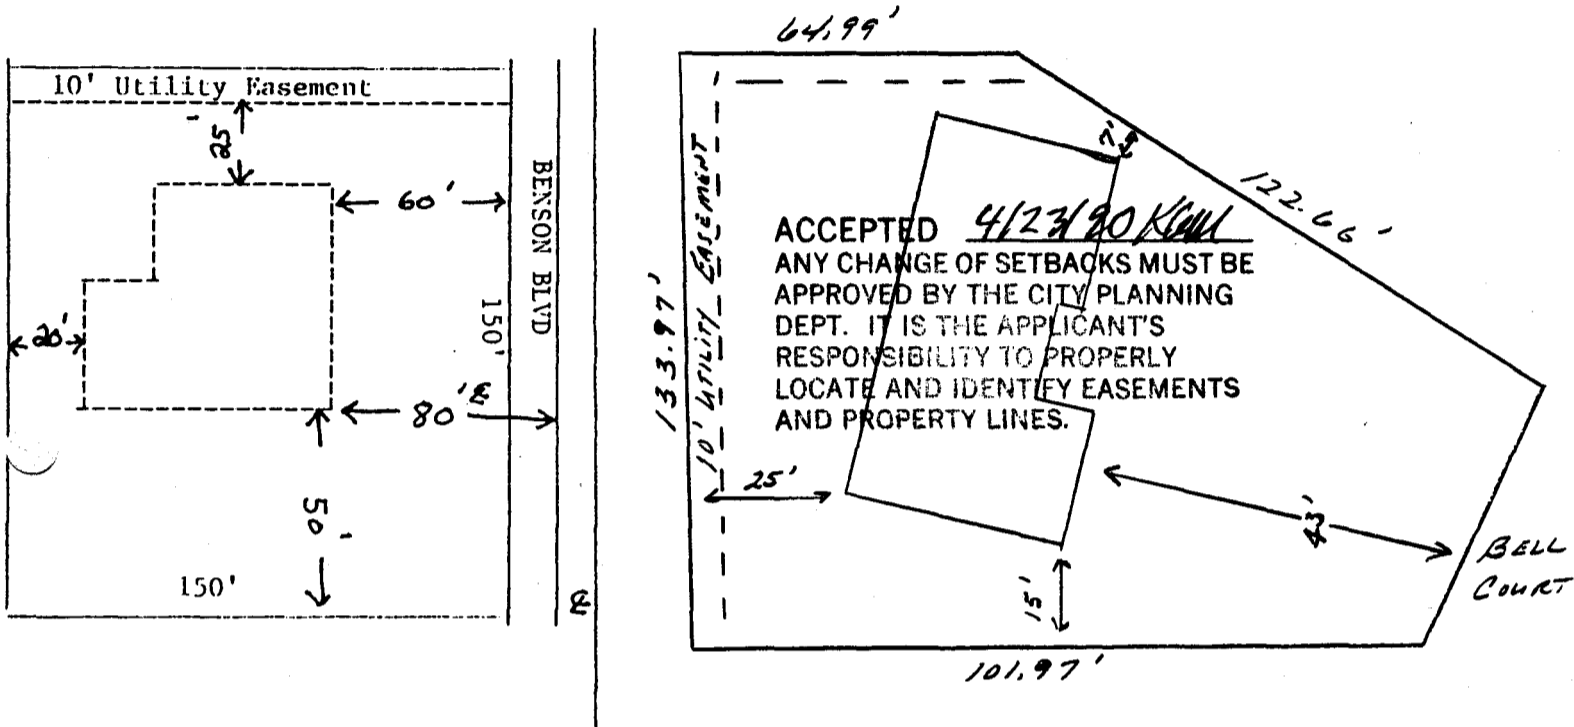 10' Utility Easement
25'
60'
20'
80'
50'
150'
150'
BENSON BLVD
64.99'
7'
122.66'
133.97'
10' UTILITY EASEMENT
ACCEPTED 4/23/90
ANY CHANGE OF SETBACKS MUST BE
APPROVED BY THE CITY PLANNING
DEPT. IT IS THE APPLICANT'S
RESPONSIBILITY TO PROPERLY
LOCATE AND IDENTIFY EASEMENTS
AND PROPERTY LINES.
25'
43'
15'
BELL
COURT
101.97'